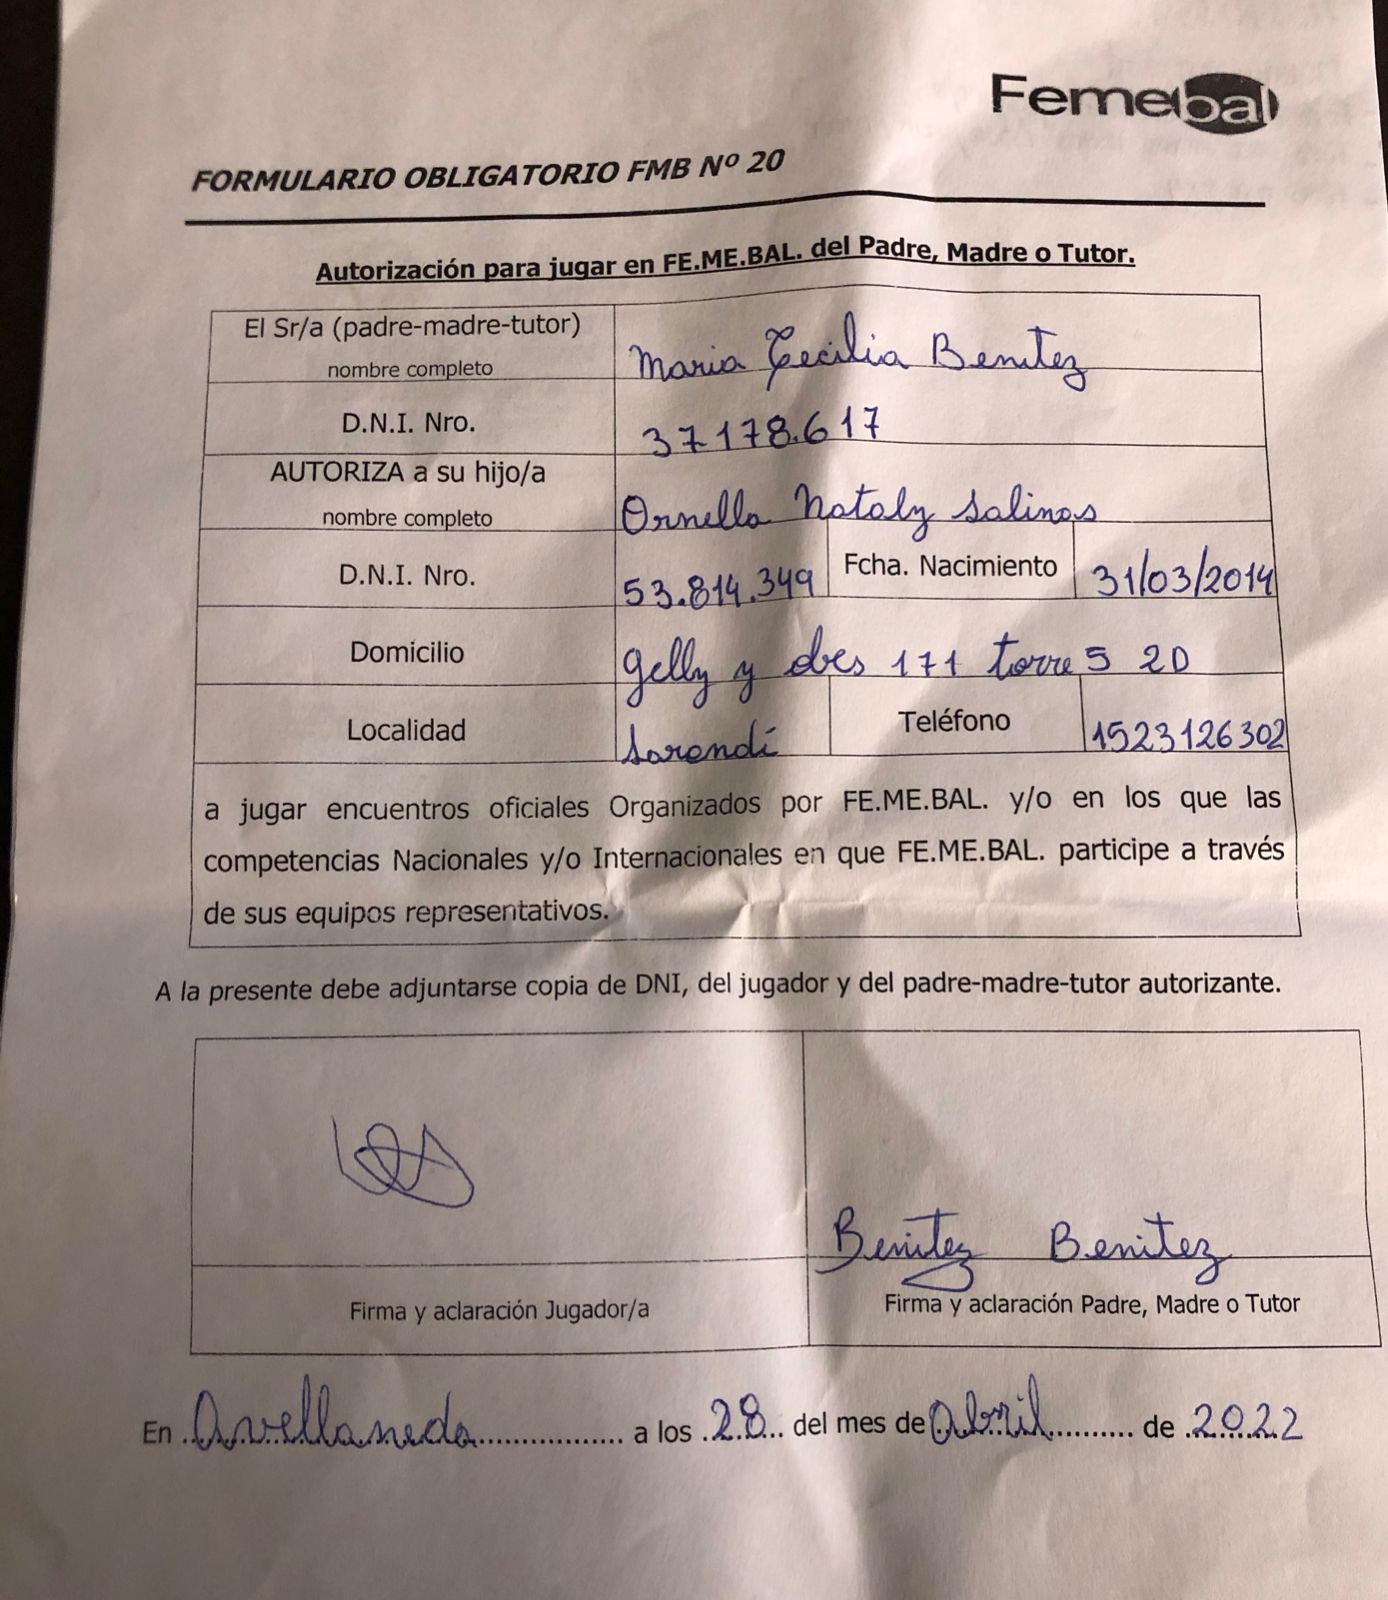 Femebal
FORMULARIO OBLIGATORIO FMB Nº 20
Autorización para jugar en FE.ME.BAL. del Padre, Madre o Tutor.
El Sr/a (padre-madre-tutor)
nombre completo
Maria Cecilia Benitez
D.N.I. Nro.
37178.617
AUTORIZA a su hijo/a
nombre completo
Ornella Nataly Salinas
D.N.I. Nro.
53.814.349
Fcha. Nacimiento
31/03/2014
Domicilio
Gelly y obes 171 torre 5 2D
Localidad
Sarandí
Teléfono
1523126302
a jugar encuentros oficiales Organizados por FE.ME.BAL. y/o en los que las
competencias Nacionales y/o Internacionales en que FE.ME.BAL. participe a través
de sus equipos representativos.
A la presente debe adjuntarse copia de DNI, del jugador y del padre-madre-tutor autorizante.
Benitez Benitez
Firma y aclaración Jugador/a
Firma y aclaración Padre, Madre o Tutor
En Avellaneda................. a los .28... del mes de Abril.......... de .2022